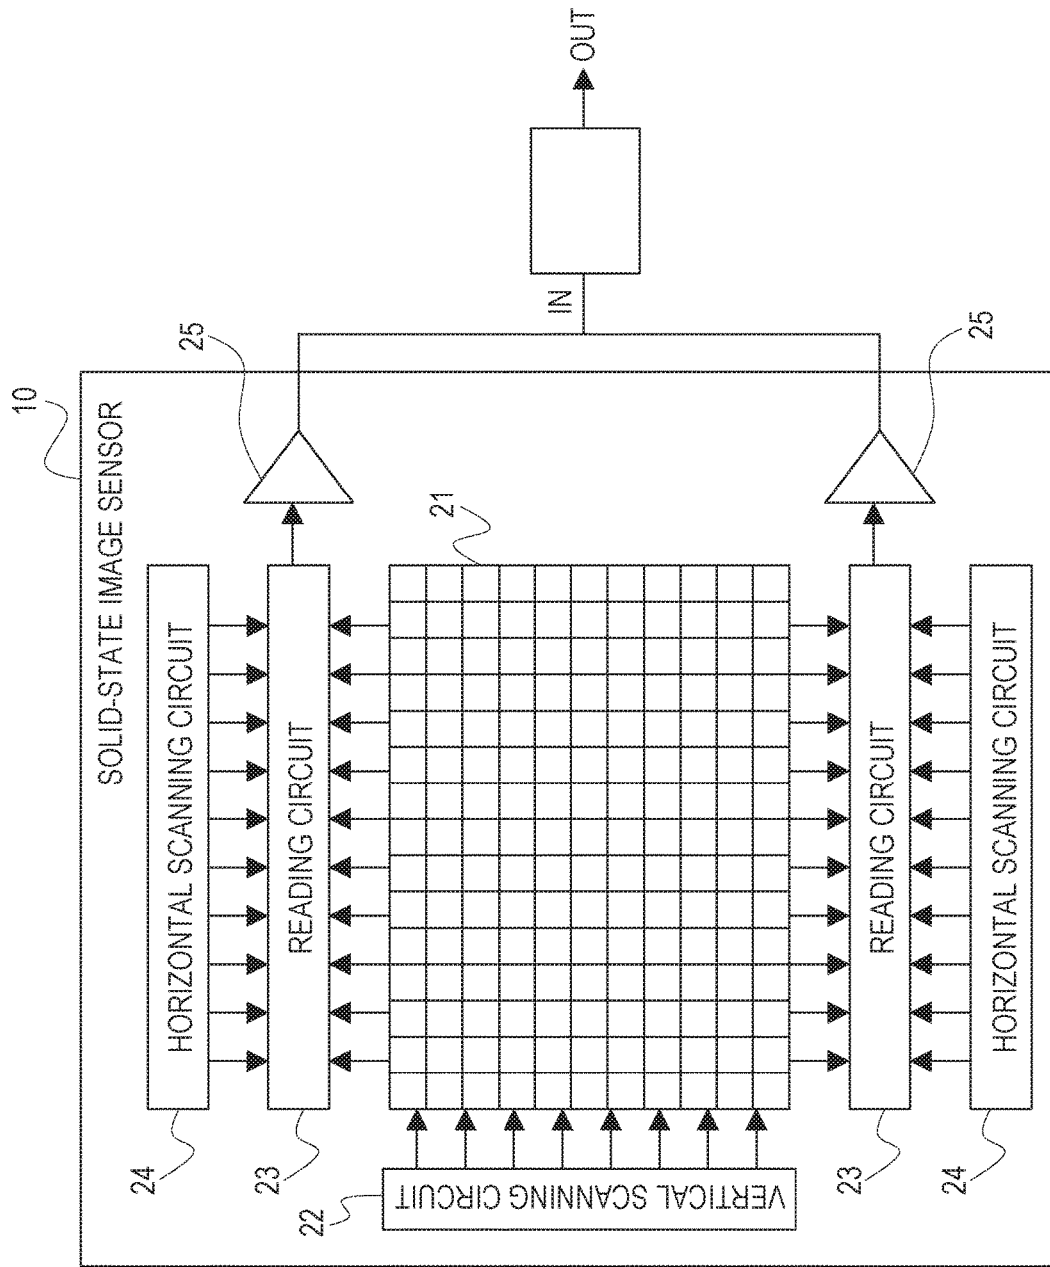 10
SOLID-STATE IMAGE SENSOR
24
HORIZONTAL SCANNING CIRCUIT
25
23
READING CIRCUIT
21
IN
OUT
22
VERTICAL SCANNING CIRCUIT
23
READING CIRCUIT
25
24
HORIZONTAL SCANNING CIRCUIT